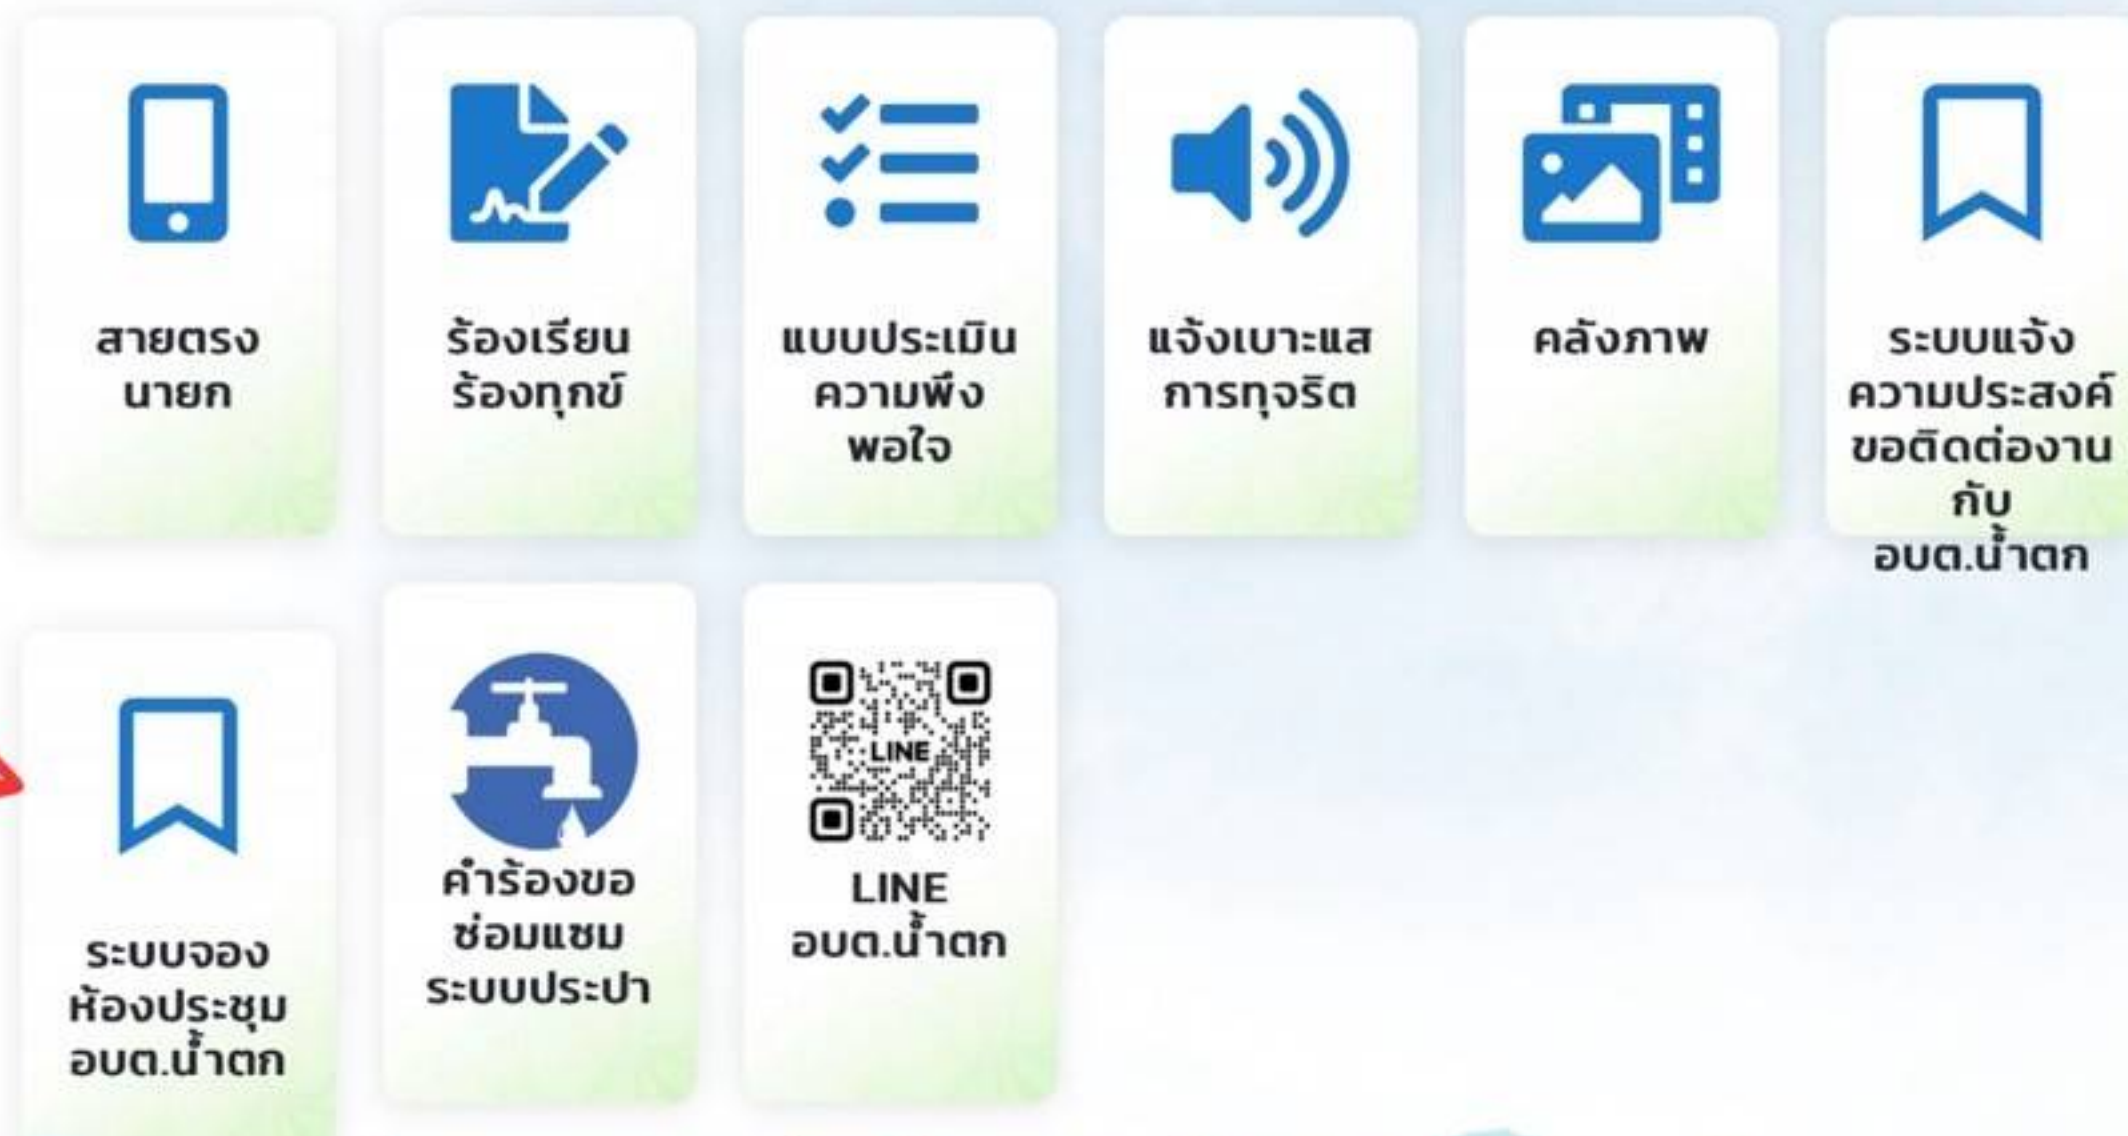 สายตรง
นายก
ร้องเรียน
ร้องทุกข์
แบบประเมิน
ความพึง
พอใจ
แจ้งเบาะแส
การทุจริต
คลังภาพ
ระบบแจ้ง
ความประสงค์
ขอติดต่องาน
กับ
อบต.น้ำตก
ระบบจอง
ห้องประชุม
อบต.น้ำตก
คำร้องขอ
ซ่อมแซม
ระบบประปา
LINE
LINE
อบต.น้ำตก